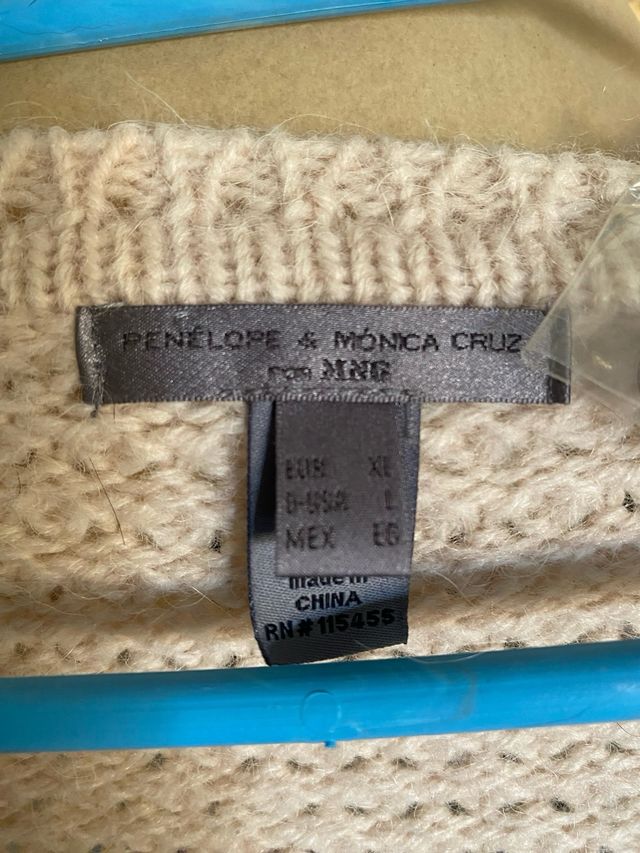 PENÉLOPE & MÓNICA CRUZ
FOR MNG
EUR XL
G-USA L
MEX EG
made in
CHINA
RN#115455